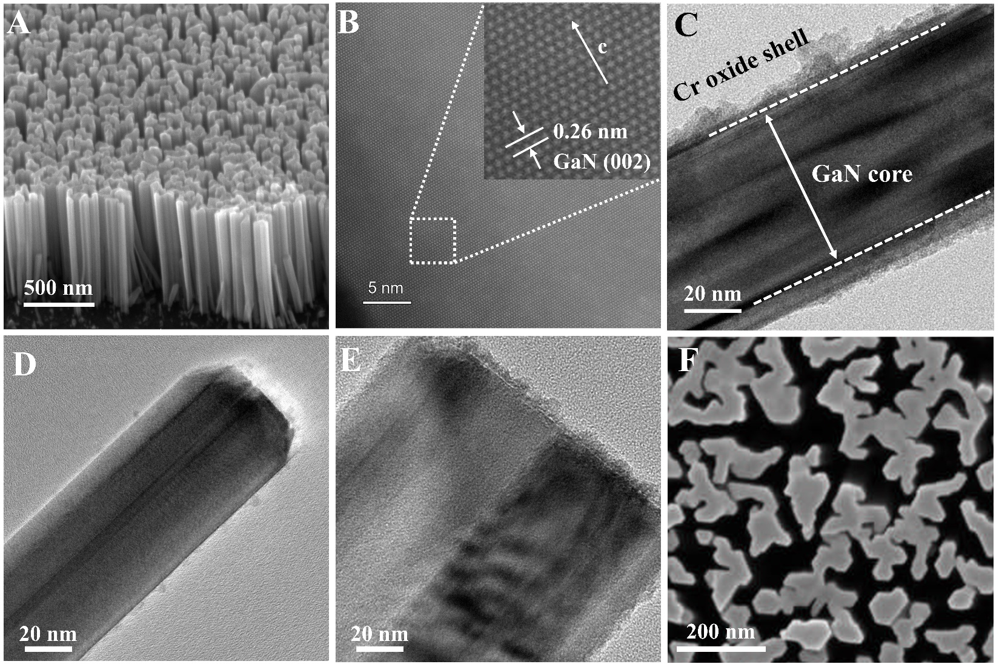 A
500 nm
B
c
0.26 nm
GaN (002)
5 nm
C
Cr oxide shell
GaN core
20 nm
D
20 nm
E
20 nm
F
200 nm